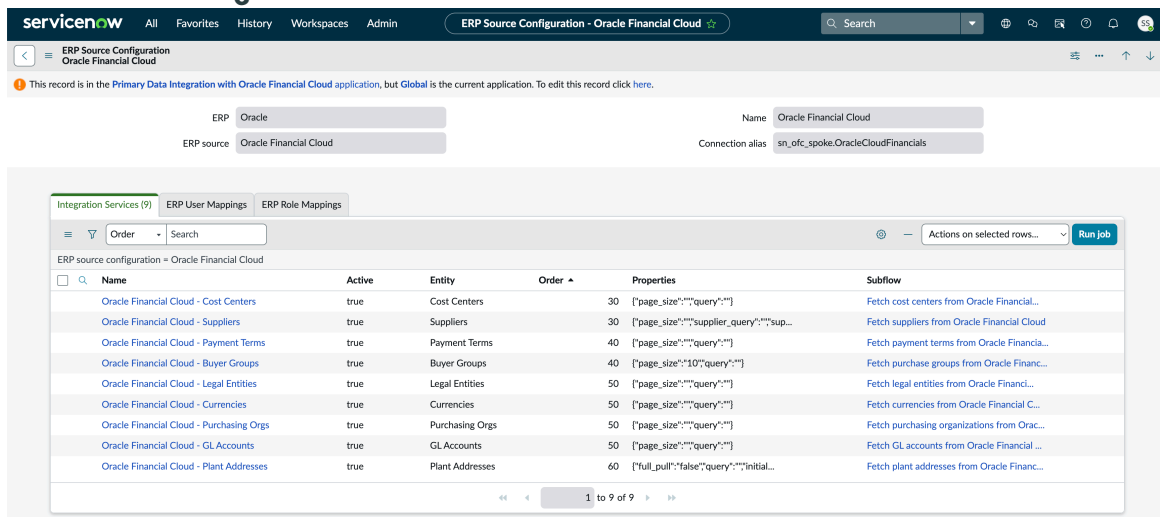 servicenow All Favorites History Workspaces Admin ERP Source Configuration - Oracle Financial Cloud Search SS
ERP Source Configuration
Oracle Financial Cloud
This record is in the Primary Data Integration with Oracle Financial Cloud application, but Global is the current application. To edit this record click here.
ERP Oracle Name Oracle Financial Cloud
ERP source Oracle Financial Cloud Connection alias sn_ofc_spoke.OracleCloudFinancials
Integration Services (9) ERP User Mappings ERP Role Mappings
Order Search Actions on selected rows... Run job
ERP source configuration = Oracle Financial Cloud
Name Active Entity Order Properties Subflow
Oracle Financial Cloud - Cost Centers true Cost Centers 30 {"page_size":"","query":""} Fetch cost centers from Oracle Financial...
Oracle Financial Cloud - Suppliers true Suppliers 30 {"page_size":"","supplier_query":"","sup... Fetch suppliers from Oracle Financial Cloud
Oracle Financial Cloud - Payment Terms true Payment Terms 40 {"page_size":"","query":""} Fetch payment terms from Oracle Financia...
Oracle Financial Cloud - Buyer Groups true Buyer Groups 40 {"page_size":"10","query":""} Fetch purchase groups from Oracle Financ...
Oracle Financial Cloud - Legal Entities true Legal Entities 50 {"page_size":"","query":""} Fetch legal entities from Oracle Financi...
Oracle Financial Cloud - Currencies true Currencies 50 {"page_size":"","query":""} Fetch currencies from Oracle Financial C...
Oracle Financial Cloud - Purchasing Orgs true Purchasing Orgs 50 {"page_size":"","query":""} Fetch purchasing organizations from Orac...
Oracle Financial Cloud - GL Accounts true GL Accounts 50 {"page_size":"","query":""} Fetch GL accounts from Oracle Financial ...
Oracle Financial Cloud - Plant Addresses true Plant Addresses 60 {"full_pull":"false","query":"","initial... Fetch plant addresses from Oracle Financ...
1 to 9 of 9